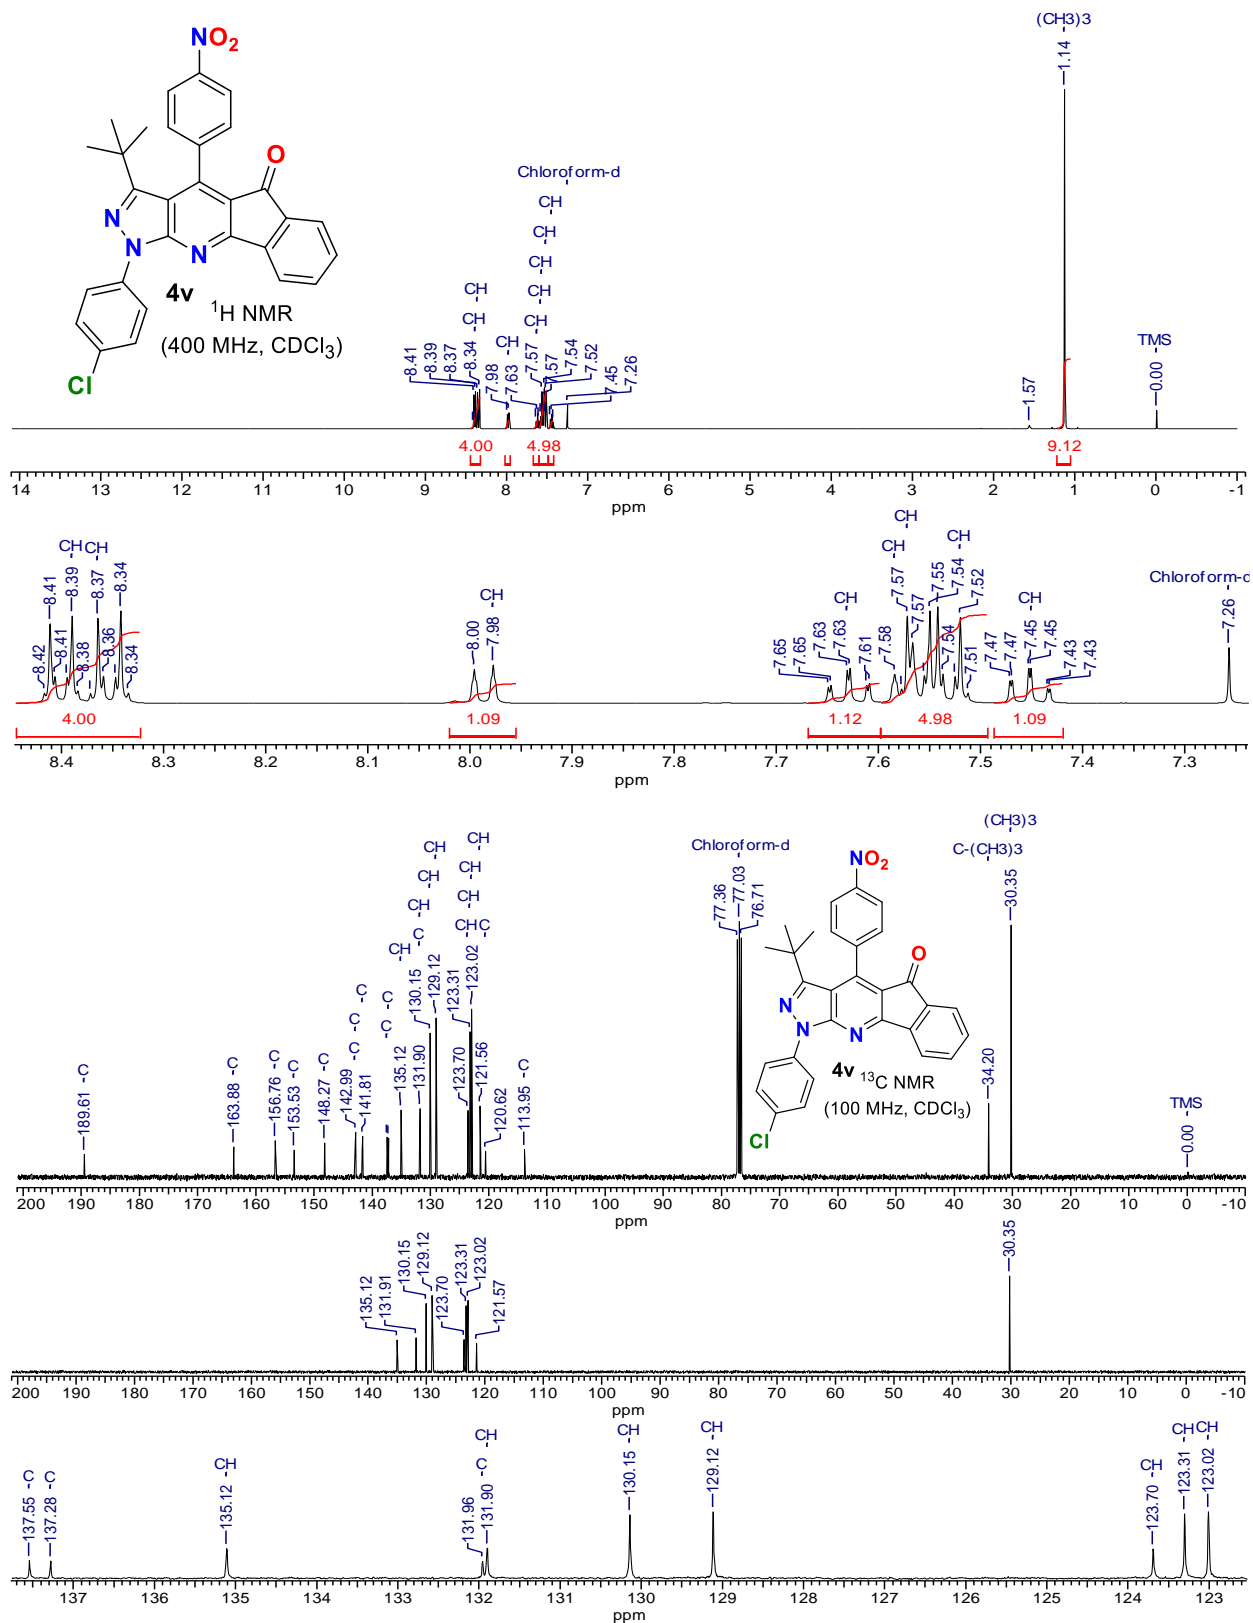 NO2
O
N
N
N
Cl
4v
1H NMR
(400 MHz, CDCl3)
(CH3)3
1.14
Chloroform-d
CH
CH
CH
CH
CH
CH
CH
CH
TMS
8.41
8.39
8.37
8.34
7.98
7.63
7.57
7.57
7.54
7.52
7.45
7.26
1.57
0.00
4.00 4.98 9.12
14 13 12 11 10 9 8 7 6 5 4 3 2 1 0 -1
ppm
CH CH CH CH CH CH CH CH Chloroform-d
8.42
8.41
8.41
8.39
8.38
8.37
8.36
8.34
8.34
8.00
7.98
7.65
7.65
7.63
7.63
7.61
7.58
7.57
7.57
7.55
7.54
7.54
7.52
7.51
7.47
7.47
7.45
7.45
7.43
7.43
7.26
4.00 1.09 1.12 4.98 1.09
8.4 8.3 8.2 8.1 8.0 7.9 7.8 7.7 7.6 7.5 7.4 7.3
ppm
189.61 -C
163.88 -C
156.76 -C
153.53 -C
148.27 -C
142.99 -C
141.81
-C
-C
-C
-C
CH
135.12
-C
131.90
CH
130.15
CH
129.12
CH
123.70
123.31
123.02
CH
CH
CH
CH C
121.56
120.62
113.95 -C
Chloroform-d
77.36
77.03
76.71
C-(CH3)3
34.20
(CH3)3
30.35
TMS
0.00
NO2
O
N
N
N
Cl
4v 13C NMR
(100 MHz, CDCl3)
200 190 180 170 160 150 140 130 120 110 100 90 80 70 60 50 40 30 20 10 0 -10
ppm
135.12
131.91
130.15
129.12
123.70
123.31
123.02
121.57
30.35
200 190 180 170 160 150 140 130 120 110 100 90 80 70 60 50 40 30 20 10 0 -10
ppm
137.55 -C
137.28 -C
135.12 CH
131.96 -C
131.90 CH
130.15 CH
129.12 CH
123.70 CH
123.31 CH
123.02 CH
137 136 135 134 133 132 131 130 129 128 127 126 125 124 123
ppm